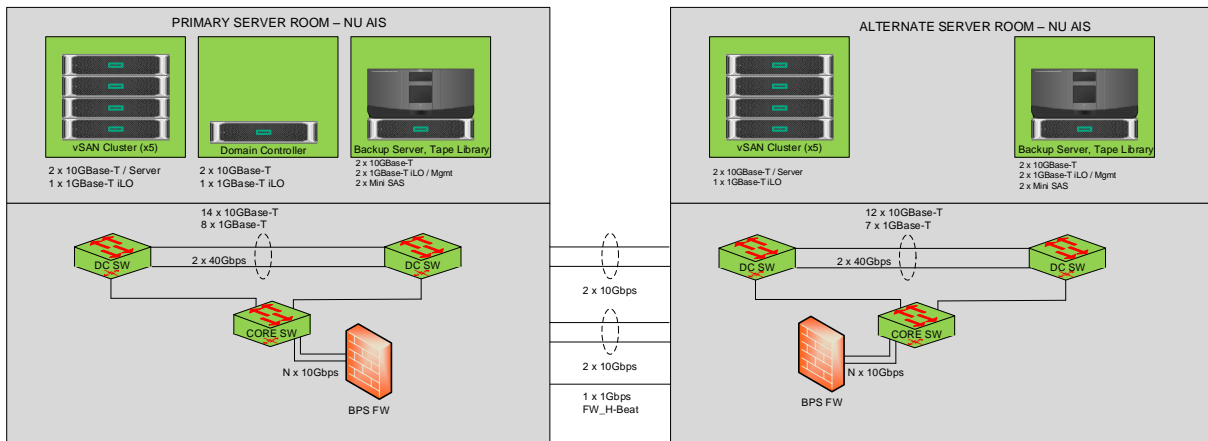 PRIMARY SERVER ROOM – NU AIS
vSAN Cluster (x5)
2 x 10GBase-T / Server
1 x 1GBase-T iLO
Domain Controller
2 x 10GBase-T
1 x 1GBase-T iLO
Backup Server, Tape Library
2 x 10GBase-T
2 x 1GBase-T iLO / Mgmt
2 x Mini SAS
14 x 10GBase-T
8 x 1GBase-T
DC SW
2 x 40Gbps
DC SW
CORE SW
N x 10Gbps
BPS FW
2 x 10Gbps
2 x 10Gbps
1 x 1Gbps
FW_H-Beat
ALTERNATE SERVER ROOM – NU AIS
vSAN Cluster (x5)
2 x 10GBase-T / Server
1 x 1GBase-T iLO
Backup Server, Tape Library
2 x 10GBase-T
2 x 1GBase-T iLO / Mgmt
2 x Mini SAS
12 x 10GBase-T
7 x 1GBase-T
DC SW
2 x 40Gbps
DC SW
CORE SW
N x 10Gbps
BPS FW